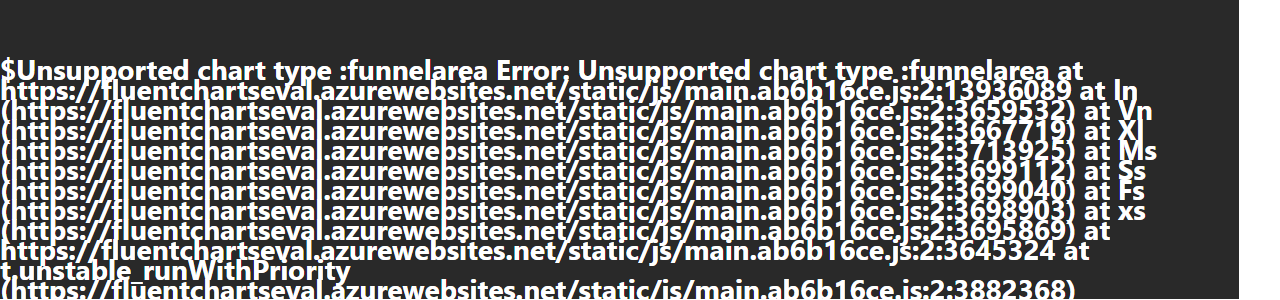 $Unsupported chart type :funnelarea Error: Unsupported chart type :funnelarea at
https://fluentchartseval.azurewebsites.net/static/js/main.ab6b16ce.js:2:13936089 at ln
(https://fluentchartseval.azurewebsites.net/static/js/main.ab6b16ce.js:2:3659532) at Vn
(https://fluentchartseval.azurewebsites.net/static/js/main.ab6b16ce.js:2:3667719) at Xl
(https://fluentchartseval.azurewebsites.net/static/js/main.ab6b16ce.js:2:3713925) at Ms
(https://fluentchartseval.azurewebsites.net/static/js/main.ab6b16ce.js:2:3699112) at Ss
(https://fluentchartseval.azurewebsites.net/static/js/main.ab6b16ce.js:2:3699040) at Fs
(https://fluentchartseval.azurewebsites.net/static/js/main.ab6b16ce.js:2:3698903) at xs
(https://fluentchartseval.azurewebsites.net/static/js/main.ab6b16ce.js:2:3695869) at
https://fluentchartseval.azurewebsites.net/static/js/main.ab6b16ce.js:2:3645324 at
t.unstable_runWithPriority
(https://fluentchartseval.azurewebsites.net/static/js/main.ab6b16ce.js:2:3882368)